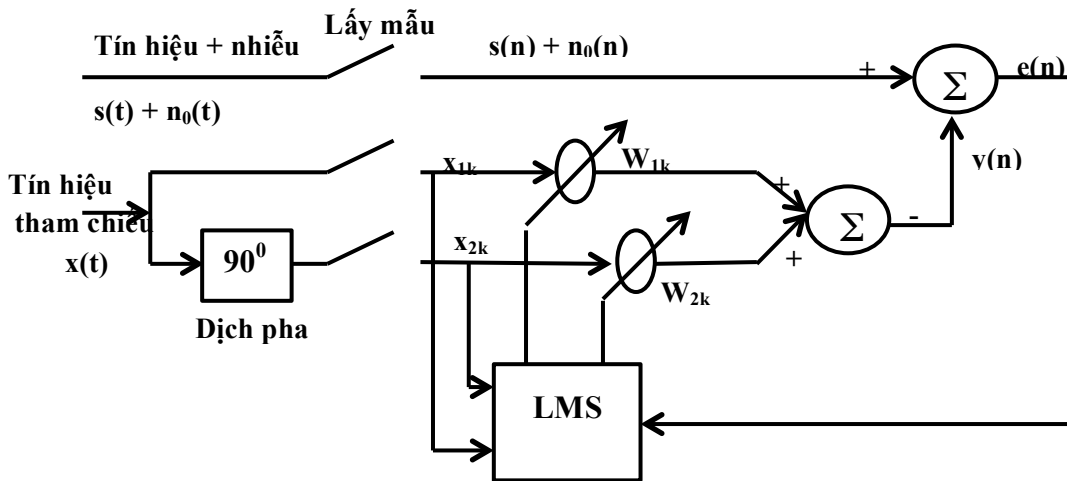 Lấy mẫu
Tín hiệu + nhiễu
s(n) + n₀(n)
+
Σ
e(n)
s(t) + n₀(t)
v(n)
x₁ₖ
W₁ₖ
Tín hiệu
tham chiếu
x(t)
+
Σ
-
90⁰
x₂ₖ
+
W₂ₖ
Dịch pha
LMS